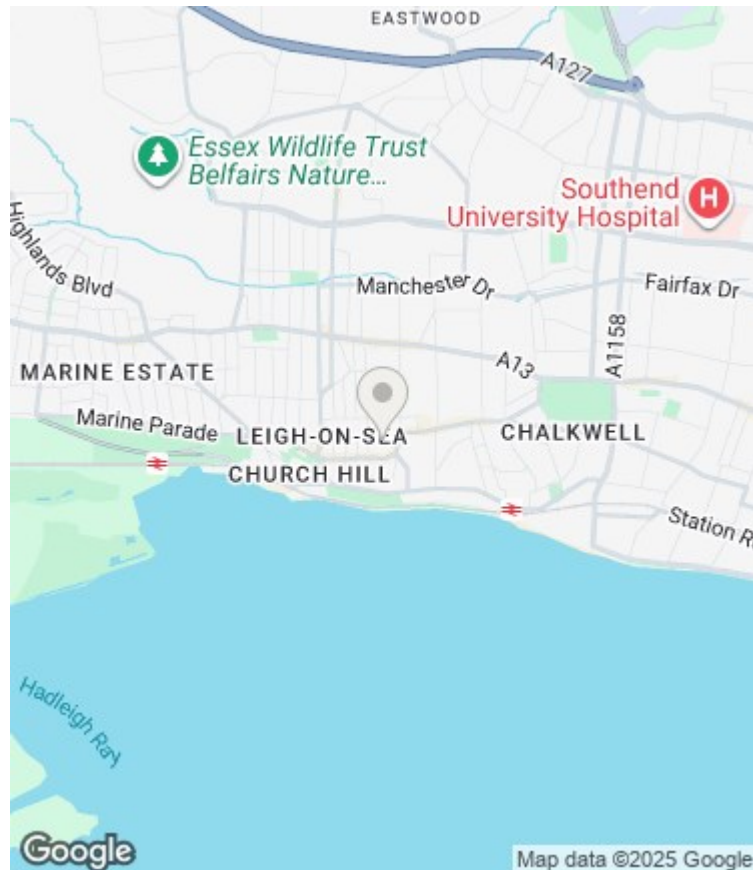 EASTWOOD
A127
Essex Wildlife Trust
Belfairs Nature...
Southend
University Hospital
H
Highlands Blvd
Manchester Dr
Fairfax Dr
A1158
A13
MARINE ESTATE
Marine Parade
LEIGH-ON-SEA
CHALKWELL
CHURCH HILL
Station R
Hadleigh Ray
Google
Map data ©2025 Google